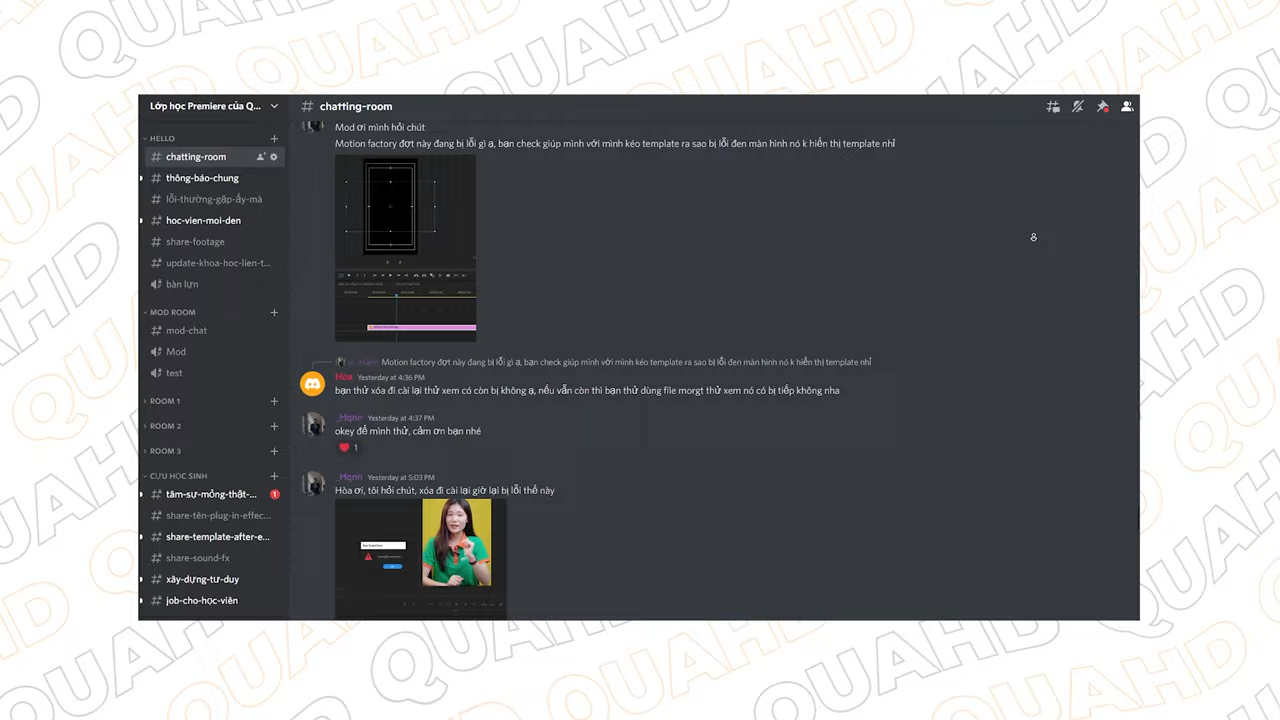 Lớp học Premiere của Q...
# chatting-room
HELLO
chatting-room
thông-báo-chung
lỗi-thường-gặp-ấy-mà
hoc-vien-moi-den
share-footage
update-khoa-hoc-lien-t...
bàn lựn
MOD ROOM
mod-chat
Mod
test
ROOM 1
ROOM 2
ROOM 3
CỰU HỌC SINH
tâm-sự-mỏng-thật-...
1
share-tên-plug-in-effec...
share-template-after-e...
share-sound-fx
xây-dựng-tư-duy
job-cho-học-viên
Mod ơi mình hỏi chút
Motion factory đợt này đang bị lỗi gì ạ, bạn check giúp mình với mình kéo template ra sao bị lỗi đen màn hình nó k hiển thị template nhỉ
Motion factory đợt này đang bị lỗi gì ạ, bạn check giúp mình với mình kéo template ra sao bị lỗi đen màn hình nó k hiển thị template nhỉ
Hòa Yesterday at 4:36 PM
bạn thử xóa đi cài lại thử xem có còn bị không ạ, nếu vẫn còn thì bạn thử dùng file morgt thử xem nó có bị tiếp không nha
_Hqnn Yesterday at 4:37 PM
okey để mình thử, cảm ơn bạn nhé
1
_Hqnn Yesterday at 5:03 PM
Hòa ơi, tôi hỏi chút, xóa đi cài lại giờ lại bị lỗi thế này
QUAHD